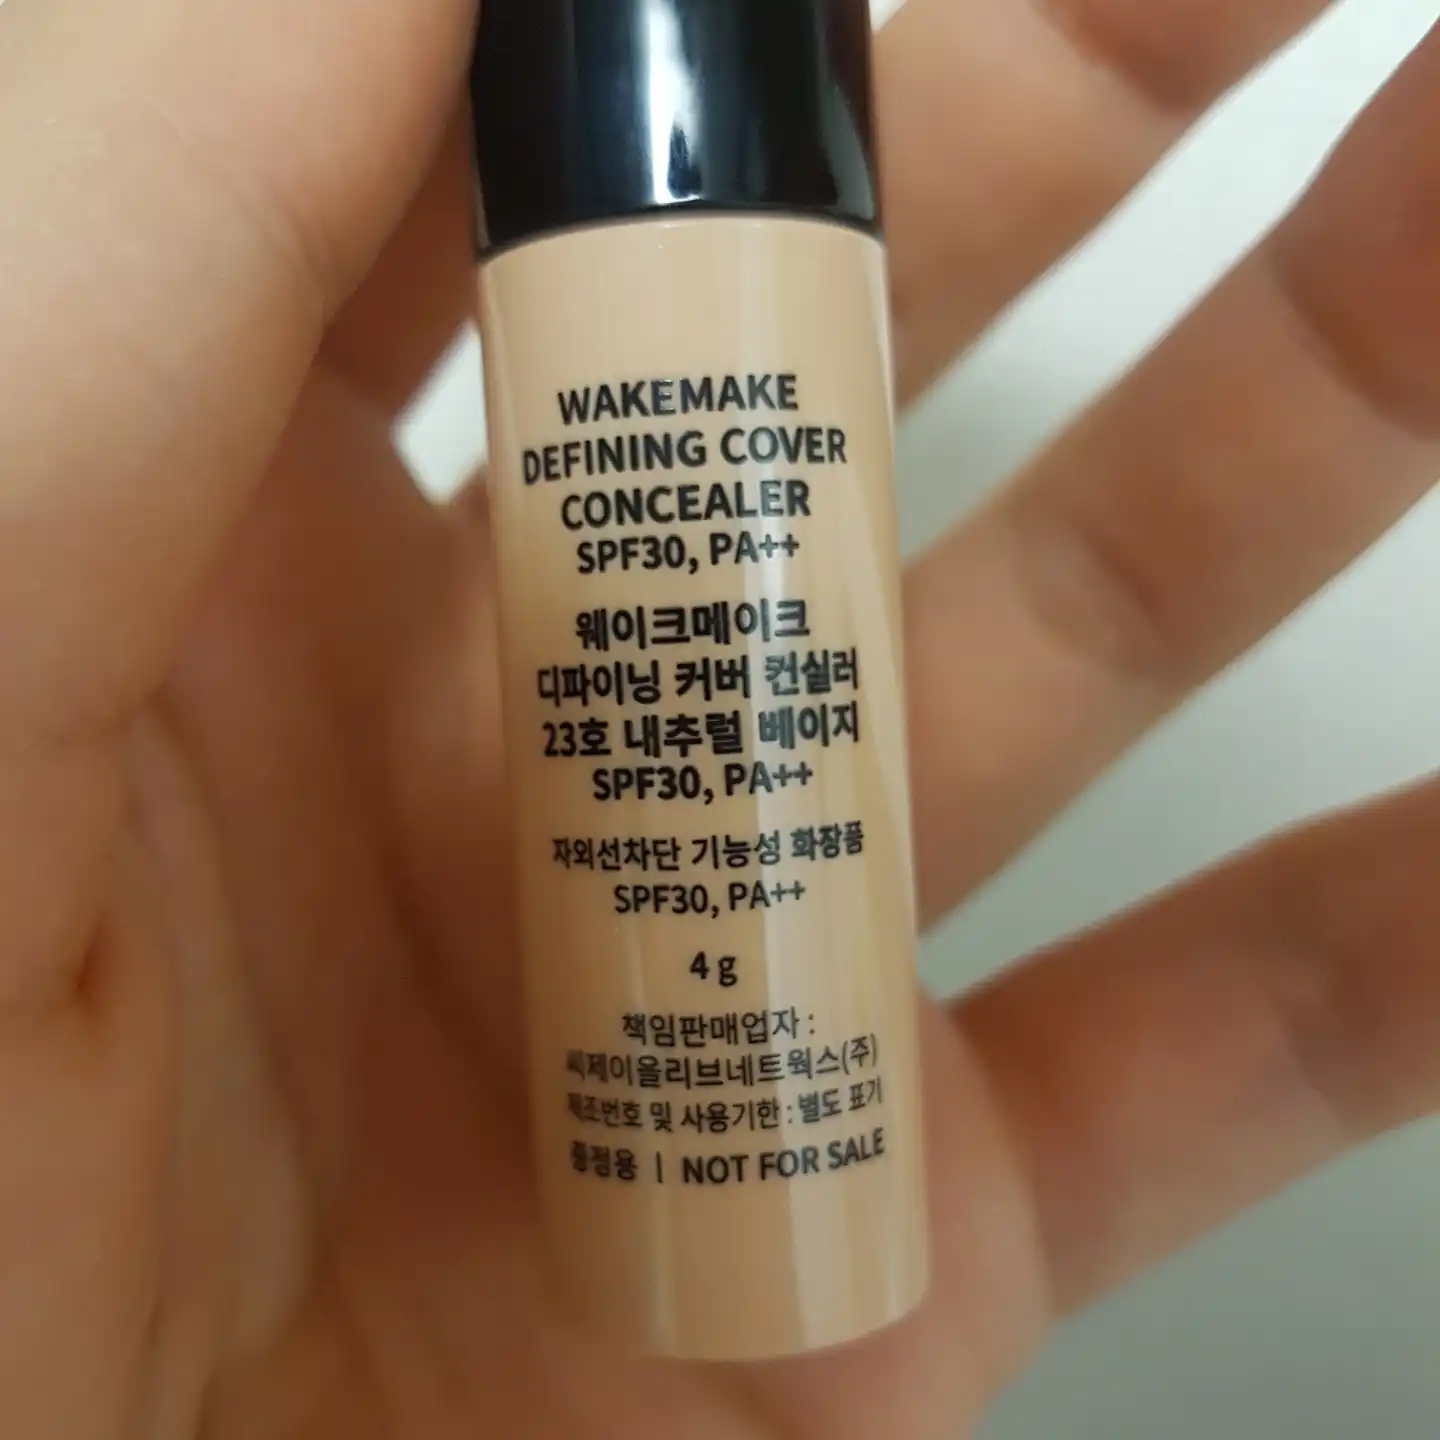 WAKEMAKE
DEFINING COVER
CONCEALER
SPF30, PA++
웨이크메이크
디파이닝 커버 컨실러
23호 내추럴 베이지
SPF30, PA++
자외선차단 기능성 화장품
SPF30, PA++
4 g
책임판매업자 :
씨제이올리브네트웍스(주)
제조번호 및 사용기한 : 별도 표기
증정용 | NOT FOR SALE